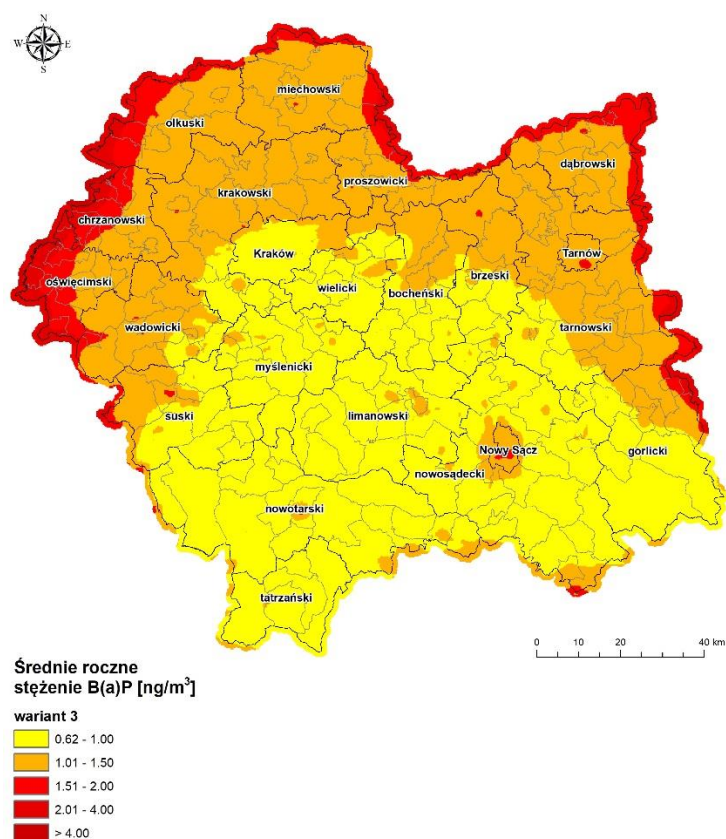 N
W E
S
miechowski
olkuski
dąbrowski
krakowski
proszowicki
chrzanowski
Kraków
Tarnów
oświęcimski
wielicki
brzeski
bocheński
wadowicki
tarnowski
myślenicki
suski
limanowski
Nowy Sącz
gorlicki
nowosądecki
nowotarski
tatrzański
0 10 20 40 km
Średnie roczne
stężenie B(a)P [ng/m³]
wariant 3
0.62 - 1.00
1.01 - 1.50
1.51 - 2.00
2.01 - 4.00
> 4.00